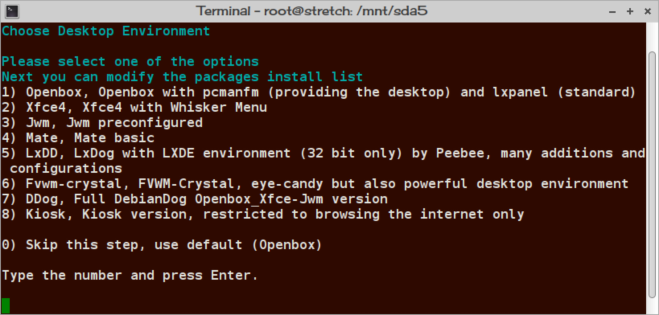 Terminal - root@stretch: /mnt/sda5
Choose Desktop Environment
Please select one of the options
Next you can modify the packages install list
1) Openbox, Openbox with pcmanfm (providing the desktop) and lxpanel (standard)
2) Xfce4, Xfce4 with Whisker Menu
3) Jwm, Jwm preconfigured
4) Mate, Mate basic
5) LxDD, LxDog with LXDE environment (32 bit only) by Peebee, many additions and
configurations
6) Fvwm-crystal, FVWM-Crystal, eye-candy but also powerful desktop environment
7) DDog, Full DebianDog Openbox_Xfce-Jwm version
8) Kiosk, Kiosk version, restricted to browsing the internet only
0) Skip this step, use default (Openbox)
Type the number and press Enter.